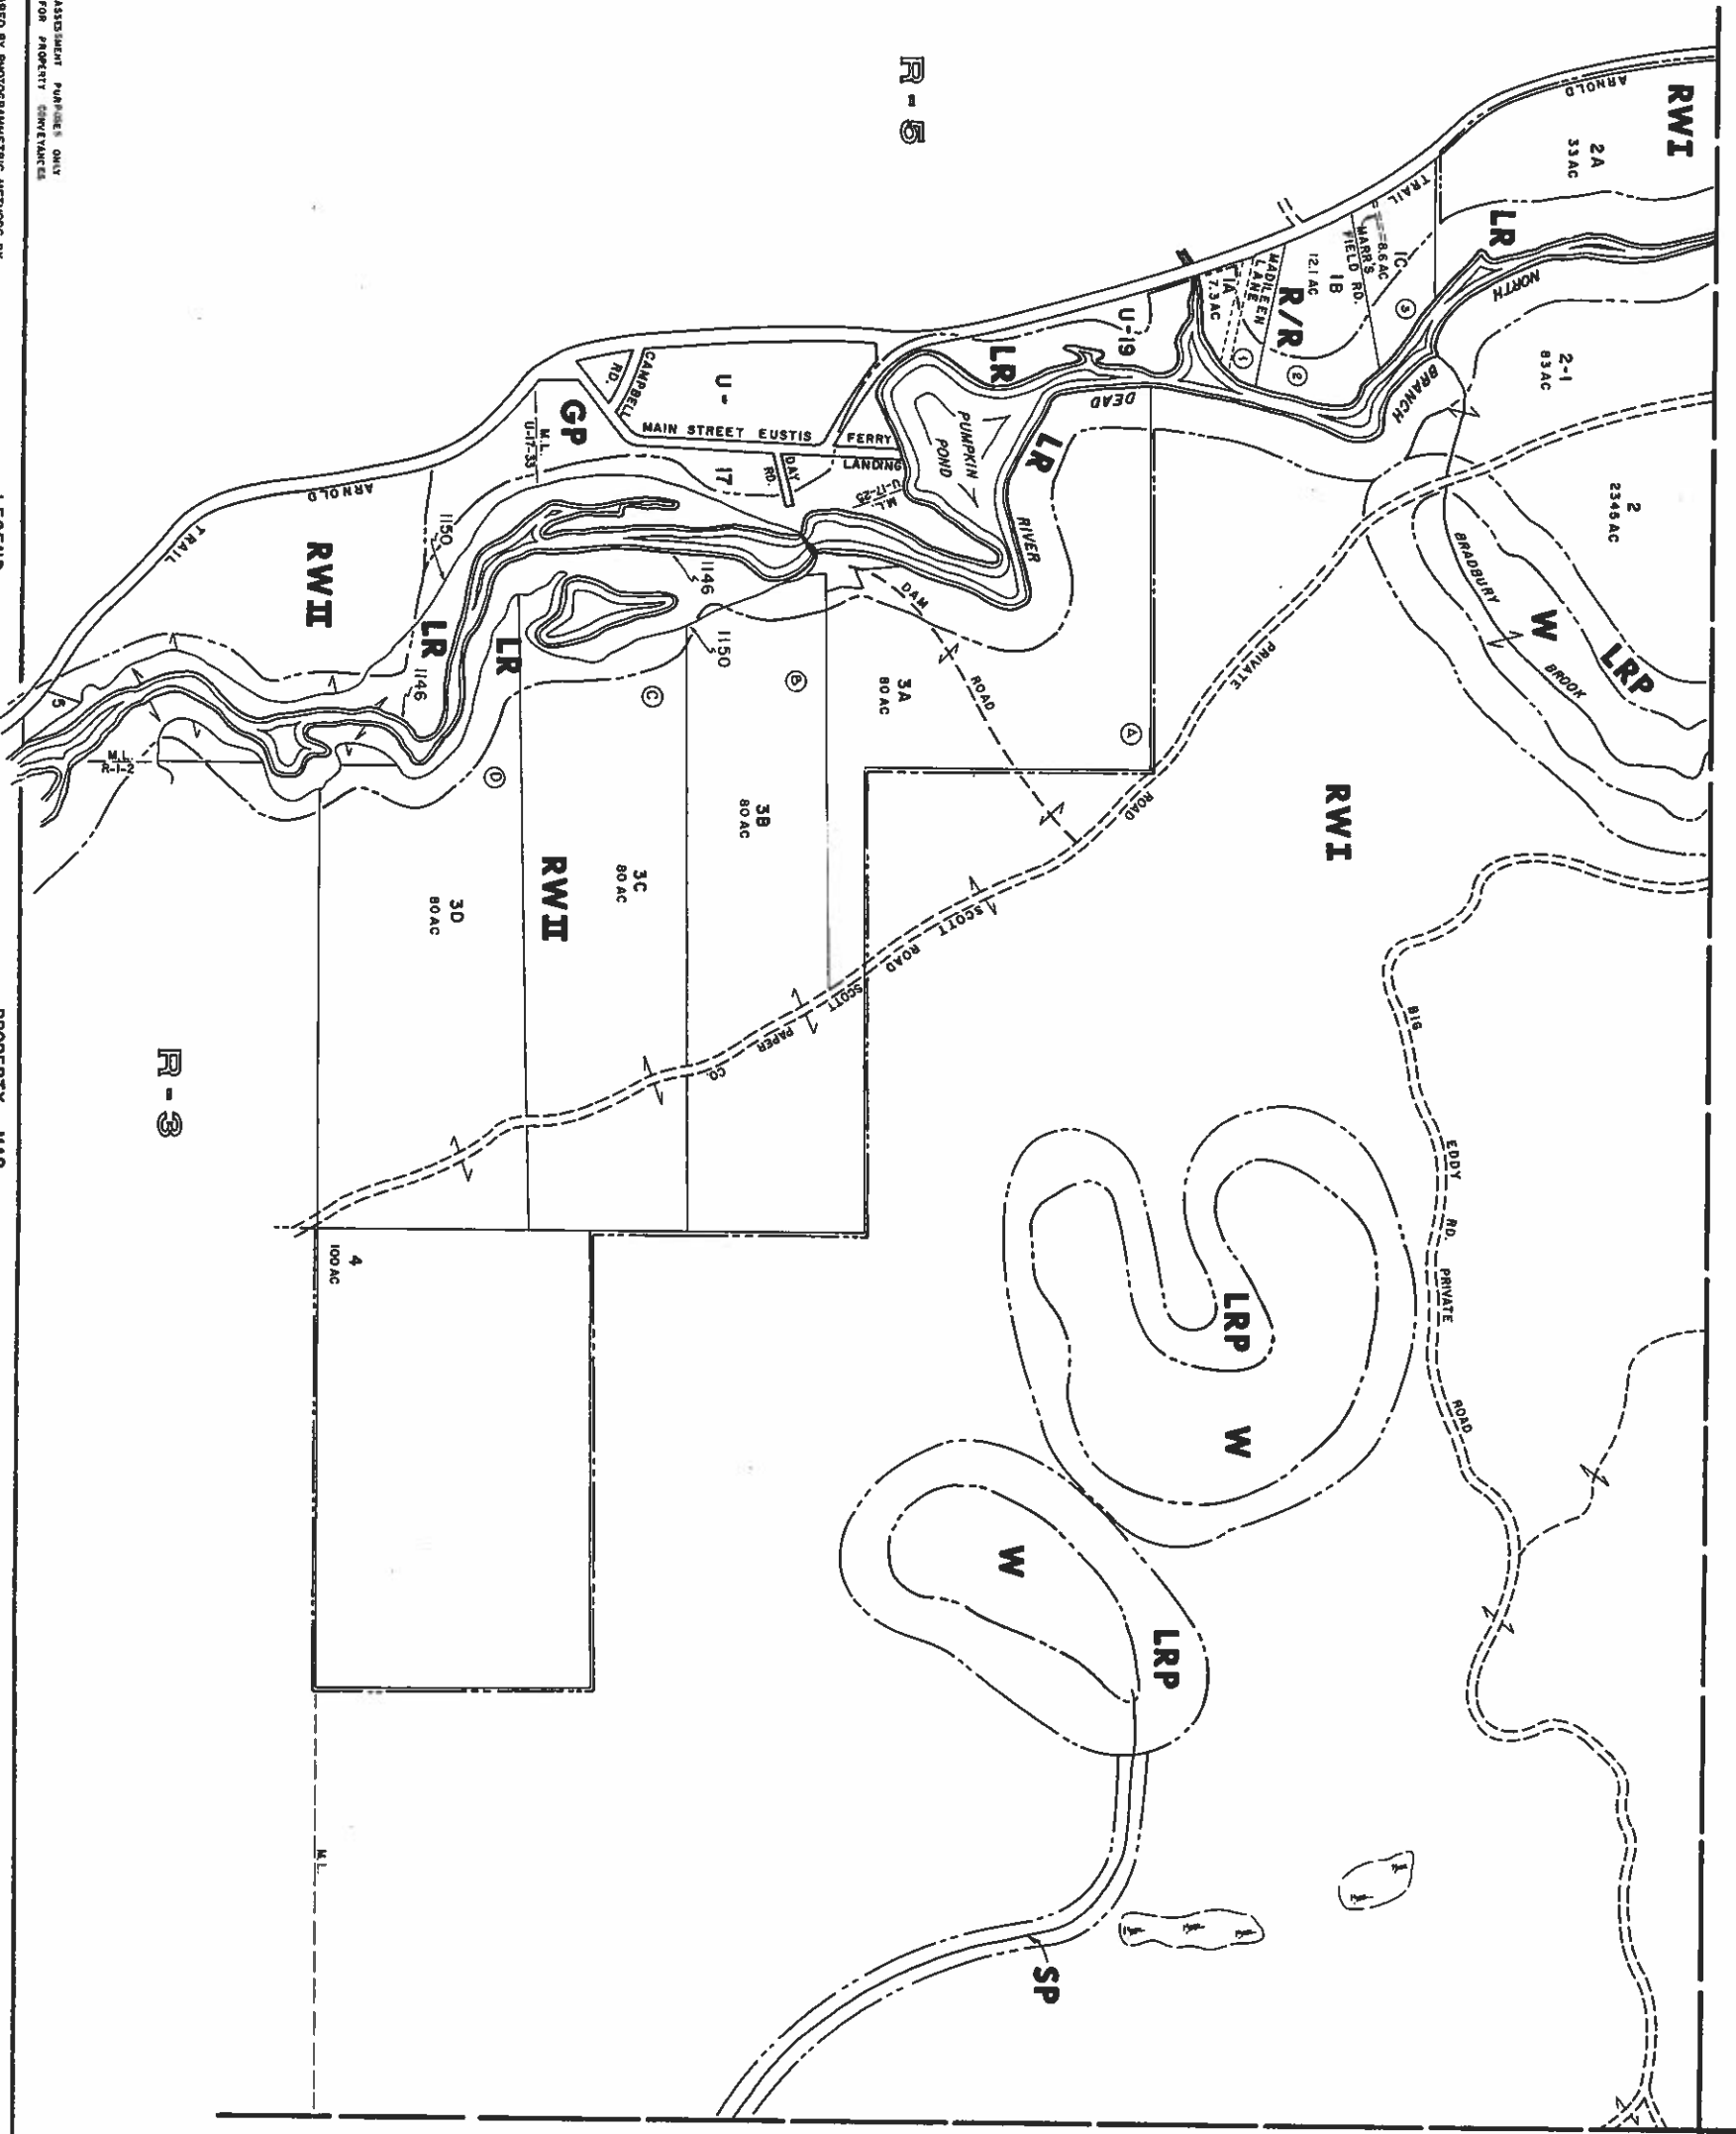 RWI
ARNOLD
TRAIL
2A
33 AC
LR
NORTH
BRANCH
2-1
83 AC
2
2345 AC
BRADBURY
BROOK
W
LRP
1C
8.6 AC
MARR'S
FIELD RD.
3
1B
12.1 AC
R/R
MADILEEN
LANE
1A
7.3 AC
1
2
R-5
U-19
LR
DEAD
RIVER
LR
PUMPKIN
POND
FERRY
LANDING
M.L.
U-17-25
U-
17
MAIN STREET EUSTIS
DAY
RD.
CAMPBELL
RD.
GP
M.L.
U-17-33
ARNOLD
TRAIL
RWII
1150
1146
LR
LR
1146
1150
5
M.L.
R-1-2
DAM
ROAD
PRIVATE
ROAD
A
3A
80 AC
B
3B
80 AC
C
3C
80 AC
D
3D
80 AC
RWII
SCOTT
ROAD
SCOTT
PAPER
CO.
RWI
BIG
EDDY
RD.
PRIVATE
ROAD
LRP
W
W
LRP
SP
4
100 AC
M.L.
R-3
ASSESSMENT PURPOSES ONLY
FOR PROPERTY CONVEYANCES